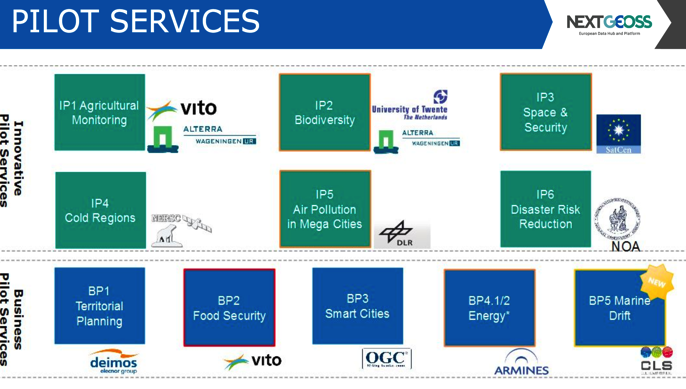 PILOT SERVICES
NEXTGEOSS
European Data Hub and Platform
Innovative
Pilot Services
IP1 Agricultural
Monitoring
vito
ALTERRA
WAGENINGEN UR
IP2
Biodiversity
University of Twente
The Netherlands
ALTERRA
WAGENINGEN UR
IP3
Space &
Security
SatCen
IP4
Cold Regions
NERSC
IP5
Air Pollution
in Mega Cities
DLR
IP6
Disaster Risk
Reduction
NOA
Business
Pilot Services
BP1
Territorial
Planning
deimos
elecnor group
BP2
Food Security
vito
BP3
Smart Cities
OGC®
BP4.1/2
Energy*
ARMINES
BP5 Marine
Drift
NEW
CLS